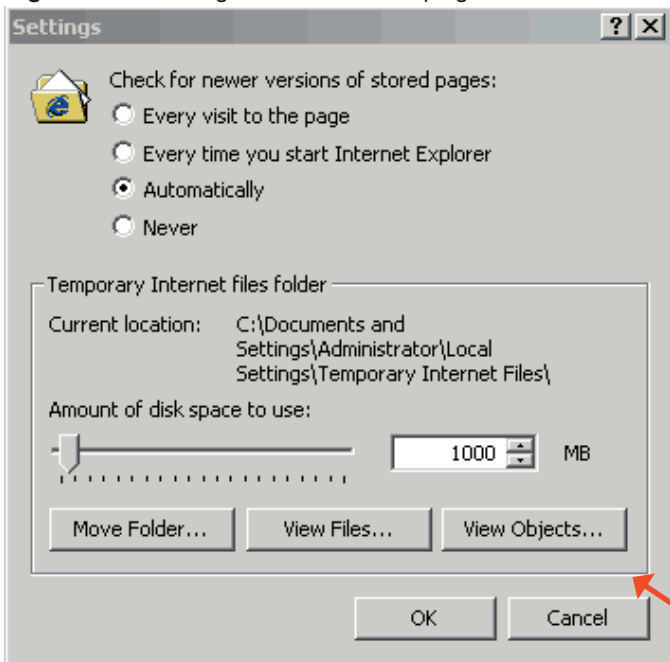 Settings
Check for newer versions of stored pages:
Every visit to the page
Every time you start Internet Explorer
Automatically
Never
Temporary Internet files folder
Current location: C:\Documents and
Settings\Administrator\Local
Settings\Temporary Internet Files\
Amount of disk space to use:
1000 MB
Move Folder... View Files... View Objects...
OK Cancel